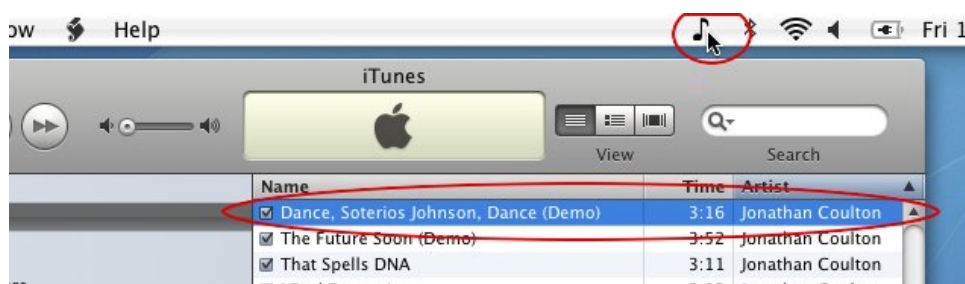 ow Help Fri 1
iTunes
View Search
Name Time Artist
Dance, Soterios Johnson, Dance (Demo) 3:16 Jonathan Coulton
The Future Soon (Demo) 3:52 Jonathan Coulton
That Spells DNA 3:11 Jonathan Coulton